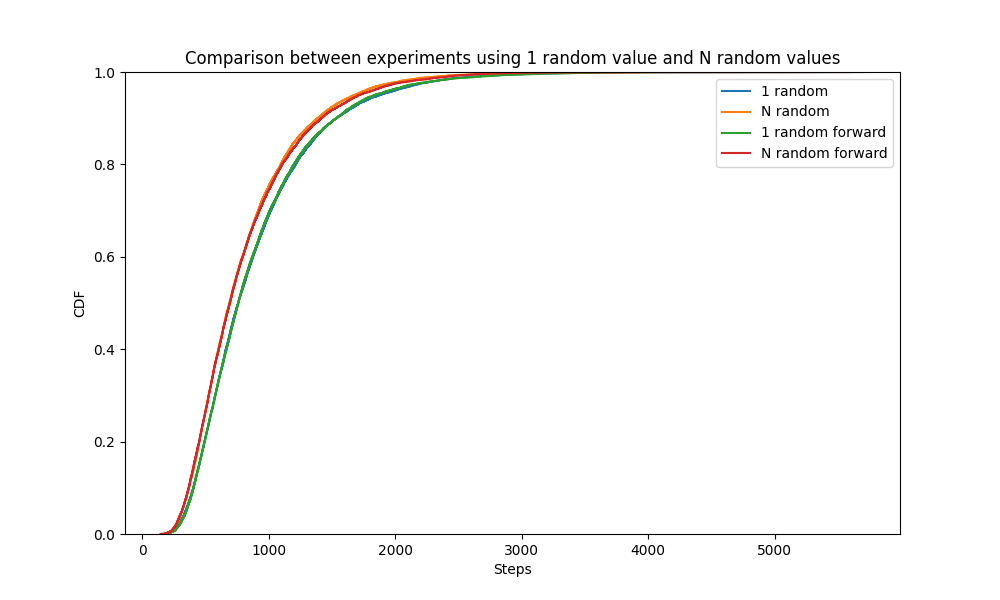 Comparison between experiments using 1 random value and N random values
1.0
0.8
0.6
0.4
0.2
0.0
CDF
1 random
N random
1 random forward
N random forward
0
1000
2000
3000
4000
5000
Steps